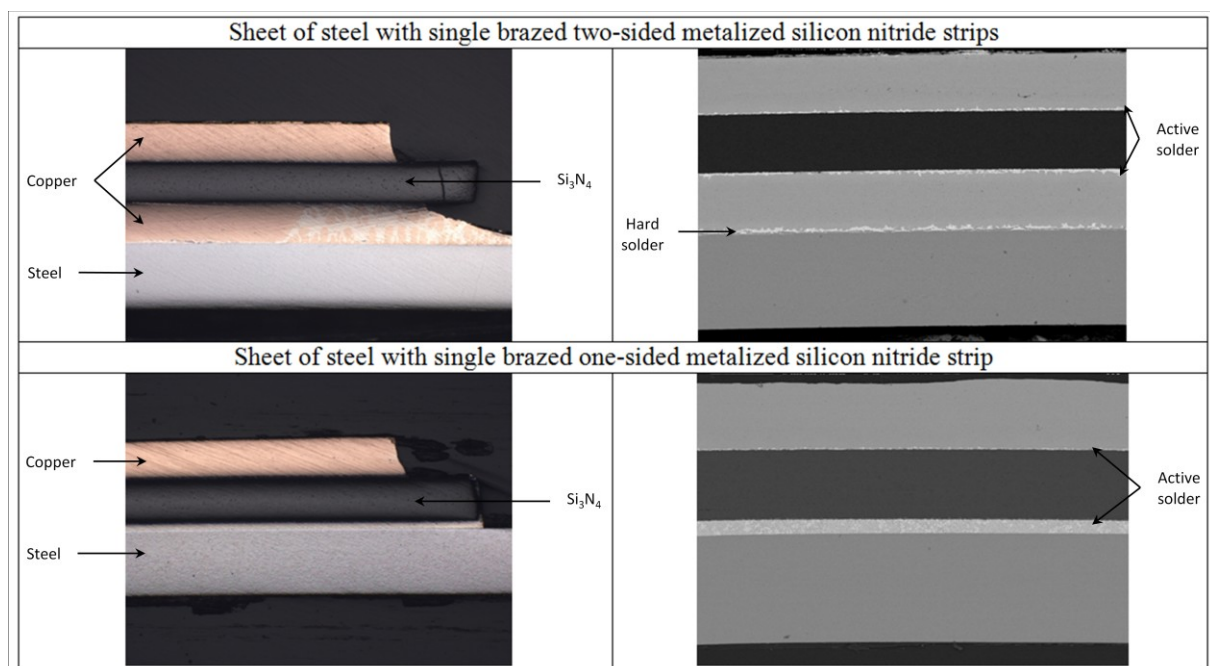 Sheet of steel with single brazed two-sided metalized silicon nitride strips
Copper
Si₃N₄
Steel
Active
solder
Hard
solder
Sheet of steel with single brazed one-sided metalized silicon nitride strip
Copper
Si₃N₄
Steel
Active
solder